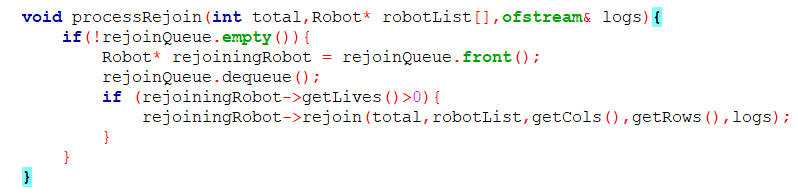 void processRejoin(int total,Robot* robotList[],ofstream& logs){
    if(!rejoinQueue.empty()){
        Robot* rejoiningRobot = rejoinQueue.front();
        rejoinQueue.dequeue();
        if (rejoiningRobot->getLives()>0){
            rejoiningRobot->rejoin(total,robotList,getCols(),getRows(),logs);
        }
    }
}